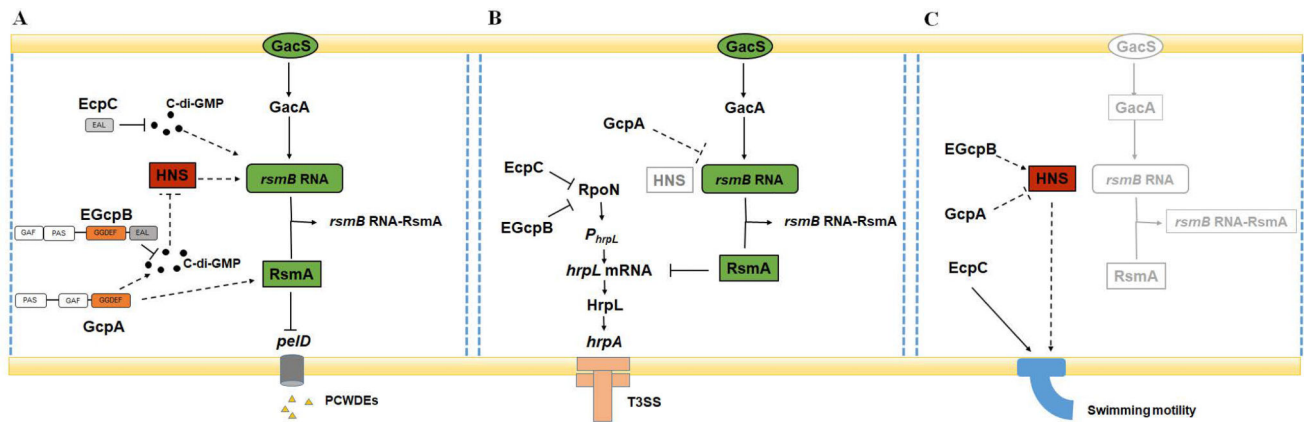 A
GacS
EcpC
EAL
C-di-GMP
GacA
HNS
rsmB RNA
EGcpB
GAF
PAS
GGDEF
EAL
rsmB RNA-RsmA
C-di-GMP
PAS
GAF
GGDEF
GcpA
RsmA
pelD
PCWDEs
B
GacS
GacA
GcpA
EcpC
HNS
rsmB RNA
RpoN
EGcpB
rsmB RNA-RsmA
PhrpL
hrpL mRNA
RsmA
HrpL
hrpA
T3SS
C
GacS
GacA
EGcpB
HNS
rsmB RNA
GcpA
rsmB RNA-RsmA
EcpC
RsmA
Swimming motility